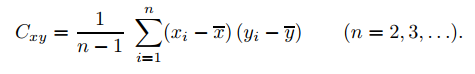 C_{xy} = \frac{1}{n-1} \sum_{i=1}^{n} (x_i - \overline{x}) (y_i - \overline{y}) \qquad (n = 2, 3, \ldots).